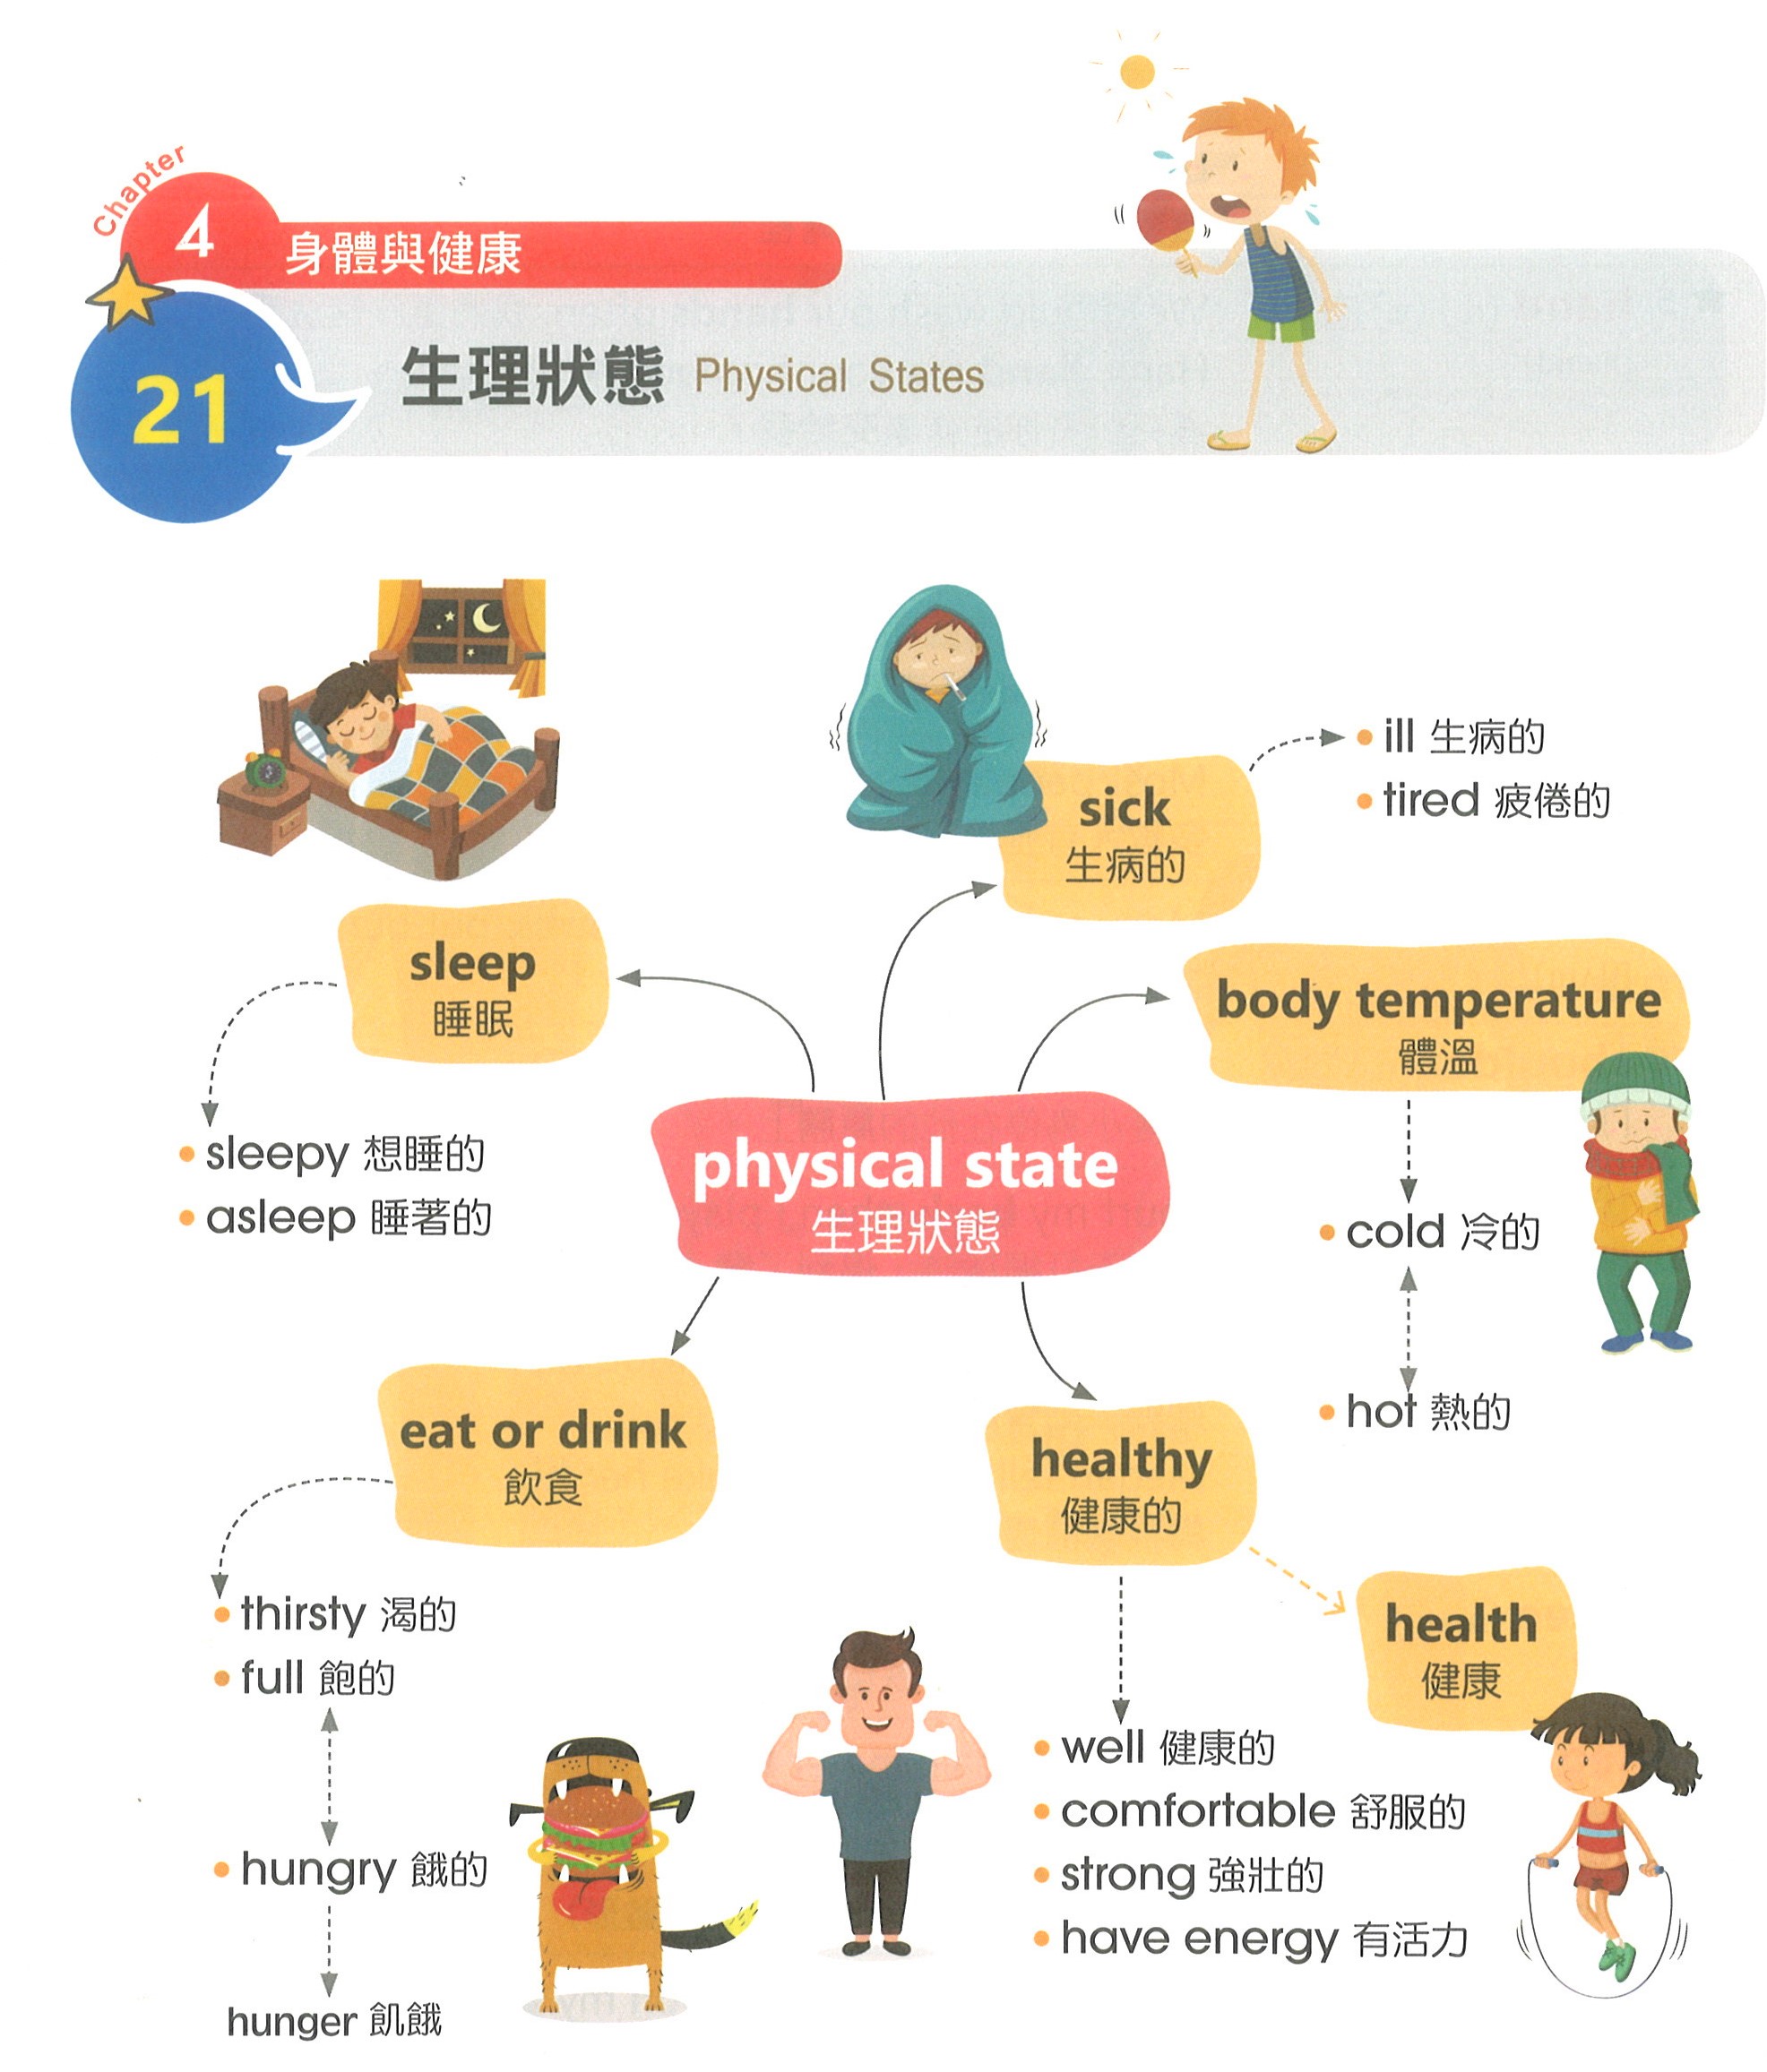 Chapter
4
身體與健康
21
生理狀態 Physical States
sick
生病的
ill 生病的
tired 疲倦的
sleep
睡眠
sleepy 想睡的
asleep 睡著的
body temperature
體溫
cold 冷的
hot 熱的
physical state
生理狀態
eat or drink
飲食
thirsty 渴的
full 飽的
hungry 餓的
hunger 飢餓
healthy
健康的
health
健康
well 健康的
comfortable 舒服的
strong 強壯的
have energy 有活力